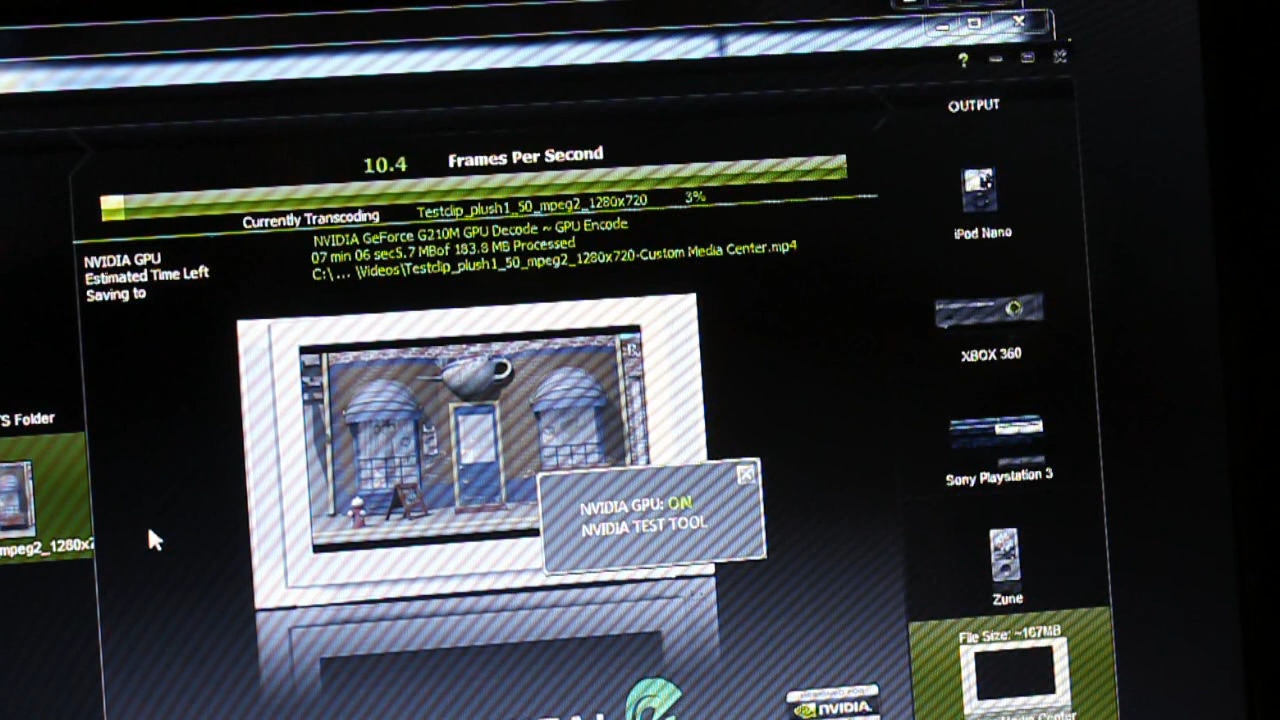 ?
OUTPUT
10.4 Frames Per Second
Currently Transcoding Testclip_plush1_50_mpeg2_1280x720 3%
NVIDIA GPU NVIDIA GeForce G210M GPU Decode ~ GPU Encode
Estimated Time Left 07 min 06 sec5.7 MBof 183.8 MB Processed
Saving to C:\ ... \Videos\Testclip_plush1_50_mpeg2_1280x720-Custom Media Center.mp4
iPod Nano
XBOX 360
'S Folder
Sony Playstation 3
NVIDIA GPU: ON
NVIDIA TEST TOOL
mpeg2_1280x7
Zune
File Size: ~167MB
NVIDIA.
Media Center